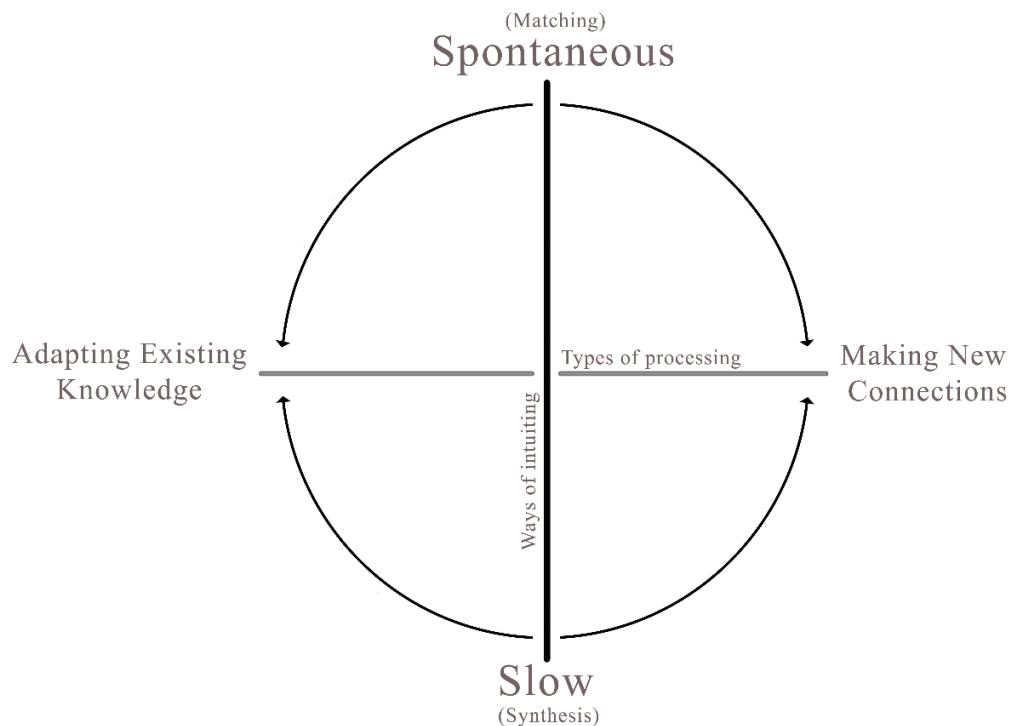 (Matching)
Spontaneous
Adapting Existing
Knowledge
Types of processing
Making New
Connections
Ways of intuiting
Slow
(Synthesis)